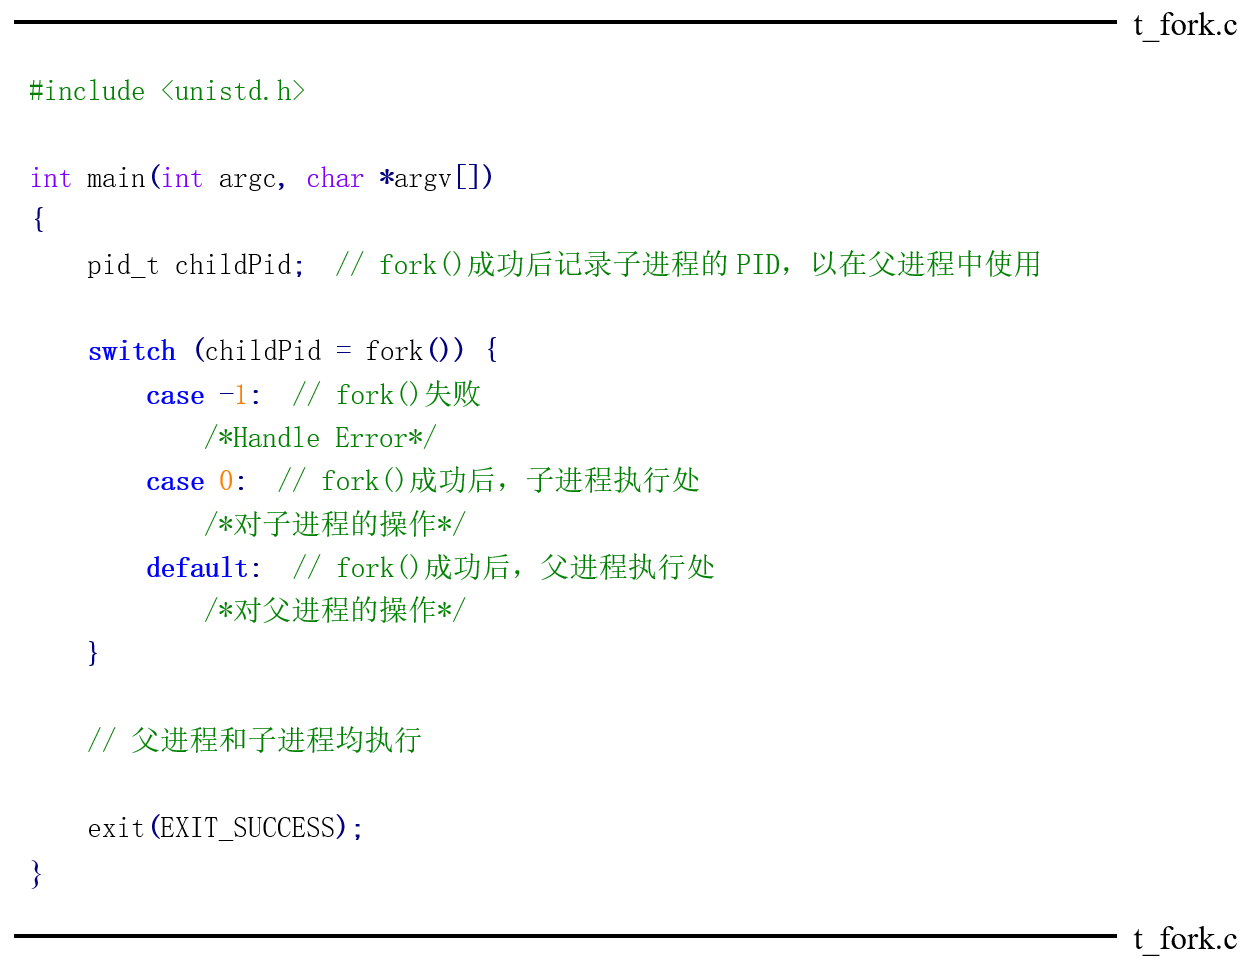 t_fork.c
#include <unistd.h>
int main(int argc, char *argv[])
{
    pid_t childPid;  // fork()成功后记录子进程的 PID，以在父进程中使用
    switch (childPid = fork()) {
        case -1:  // fork()失败
            /*Handle Error*/
        case 0:  // fork()成功后，子进程执行处
            /*对子进程的操作*/
        default:  // fork()成功后，父进程执行处
            /*对父进程的操作*/
    }
    // 父进程和子进程均执行
    exit(EXIT_SUCCESS);
}
t_fork.c